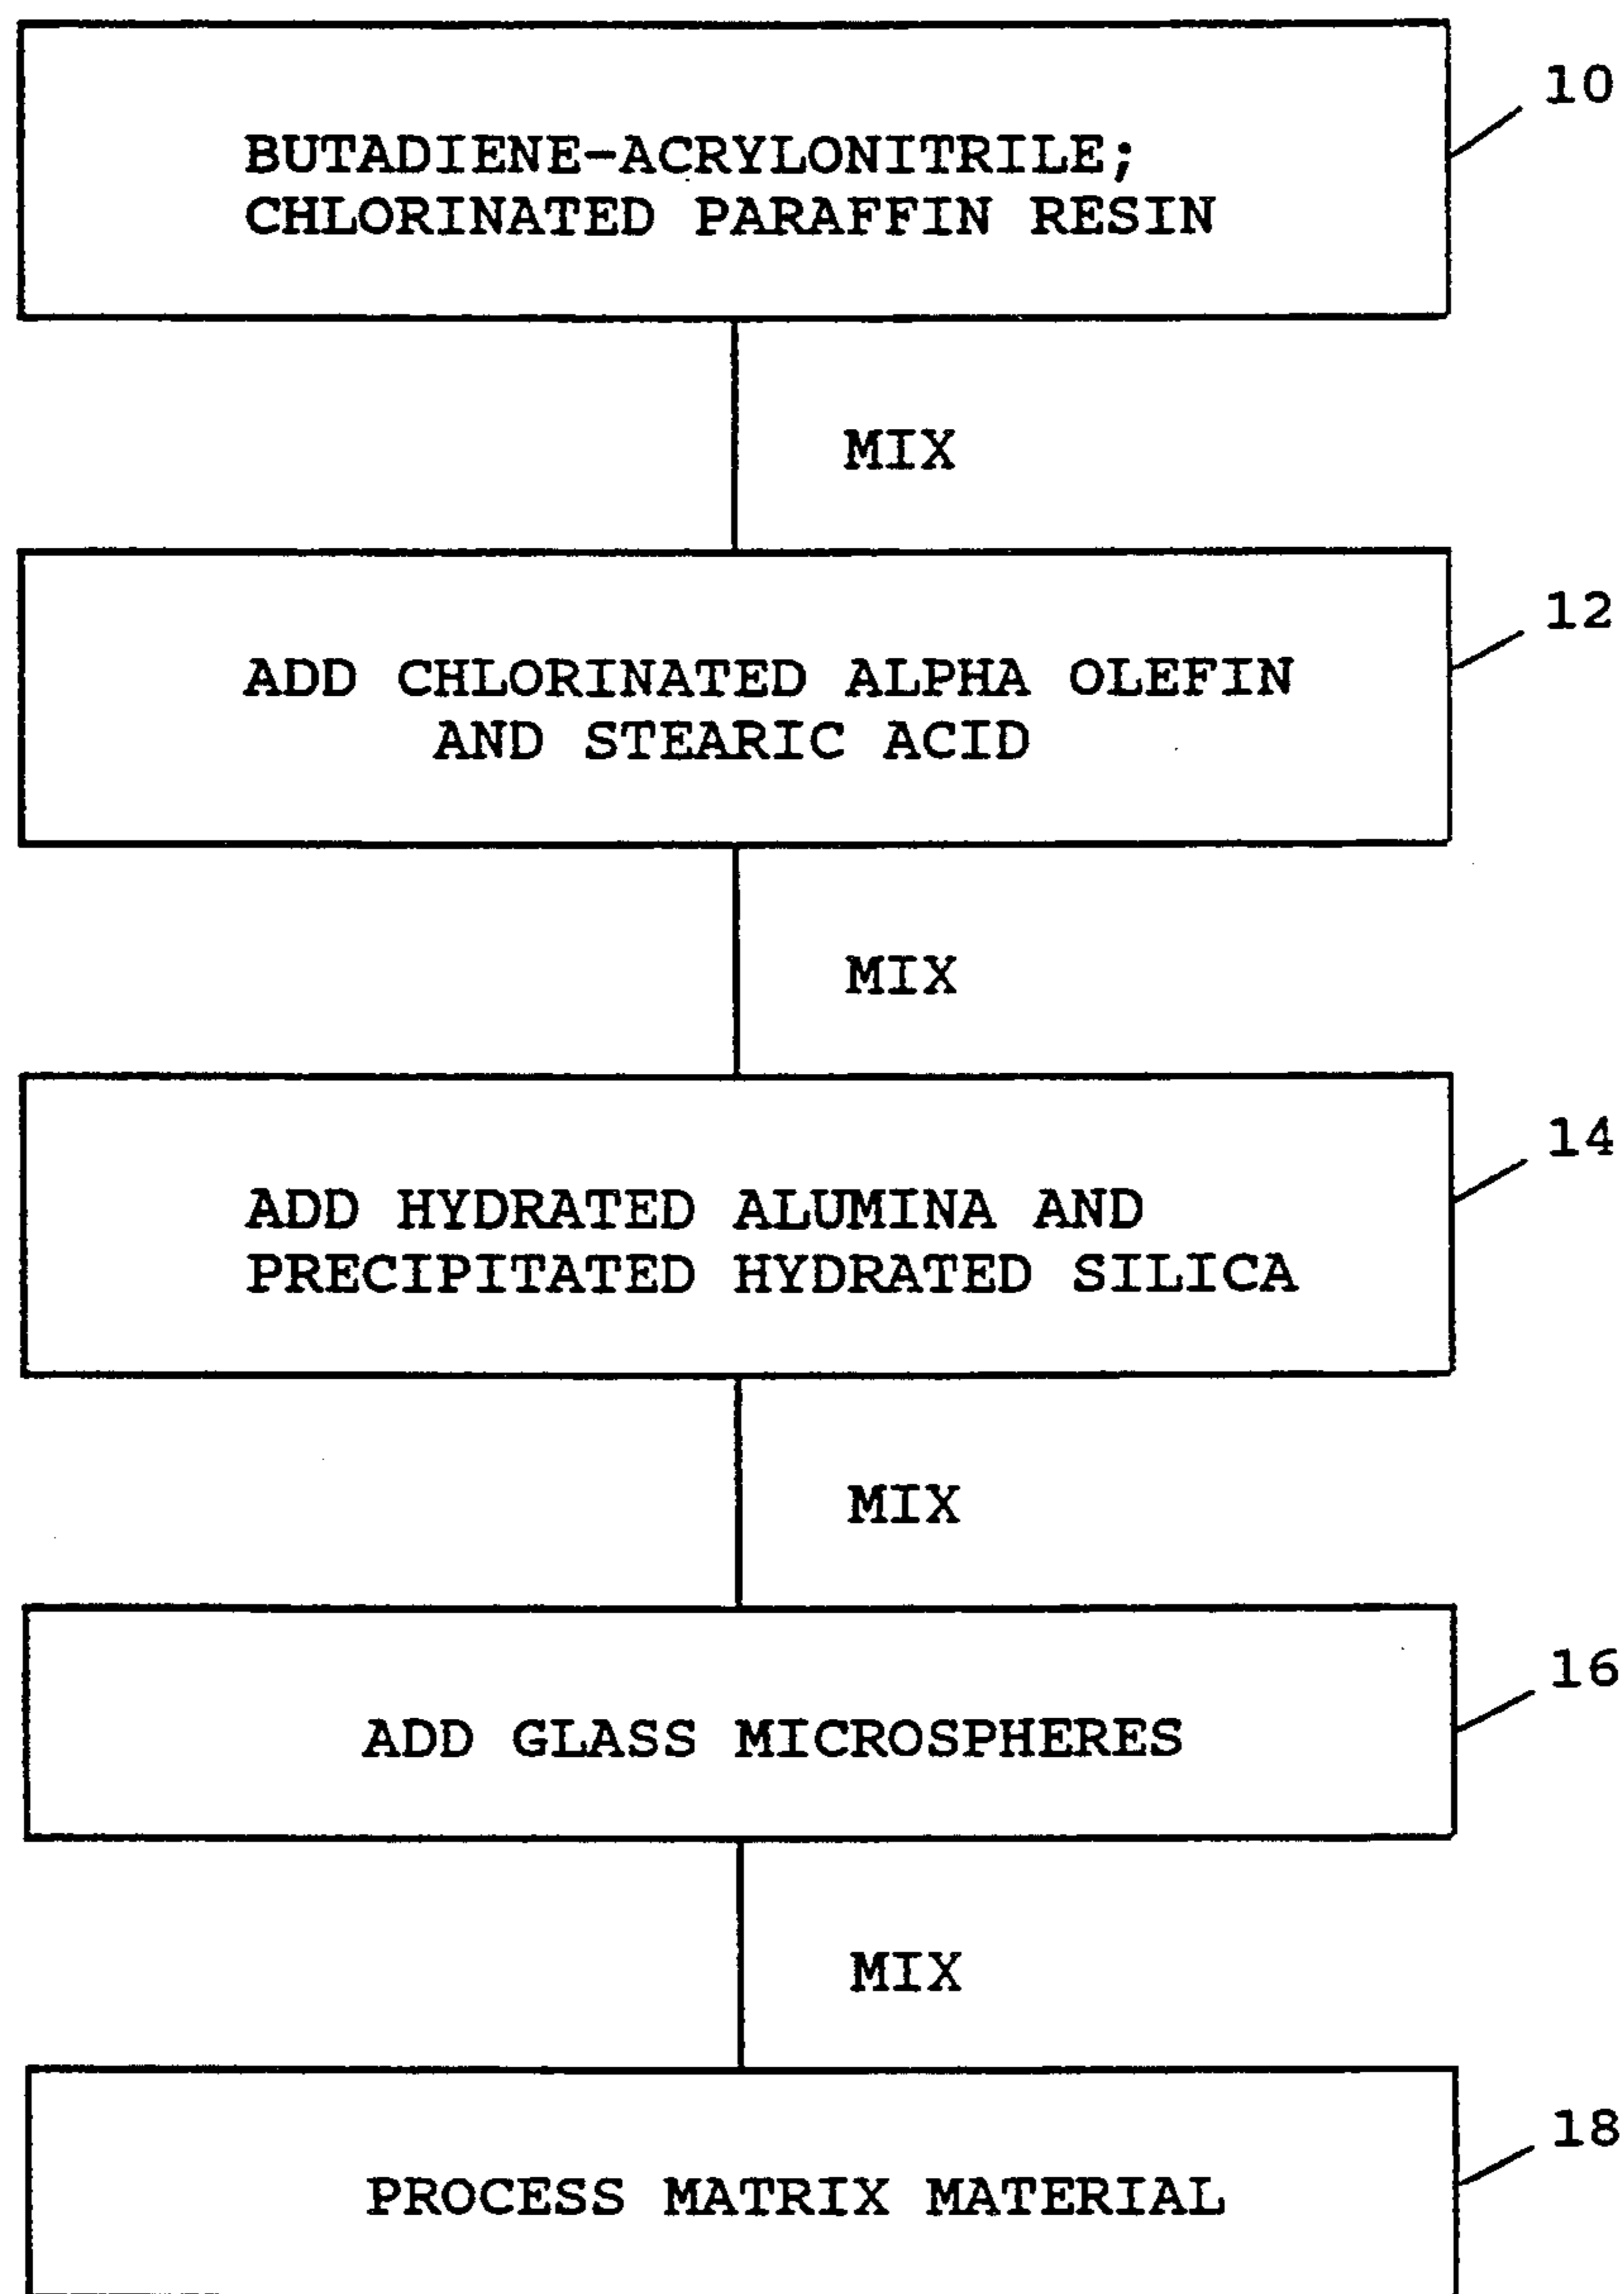 10
BUTADIENE-ACRYLONITRILE;
CHLORINATED PARAFFIN RESIN
MIX
12
ADD CHLORINATED ALPHA OLEFIN
AND STEARIC ACID
MIX
14
ADD HYDRATED ALUMINA AND
PRECIPITATED HYDRATED SILICA
MIX
16
ADD GLASS MICROSPHERES
MIX
18
PROCESS MATRIX MATERIAL